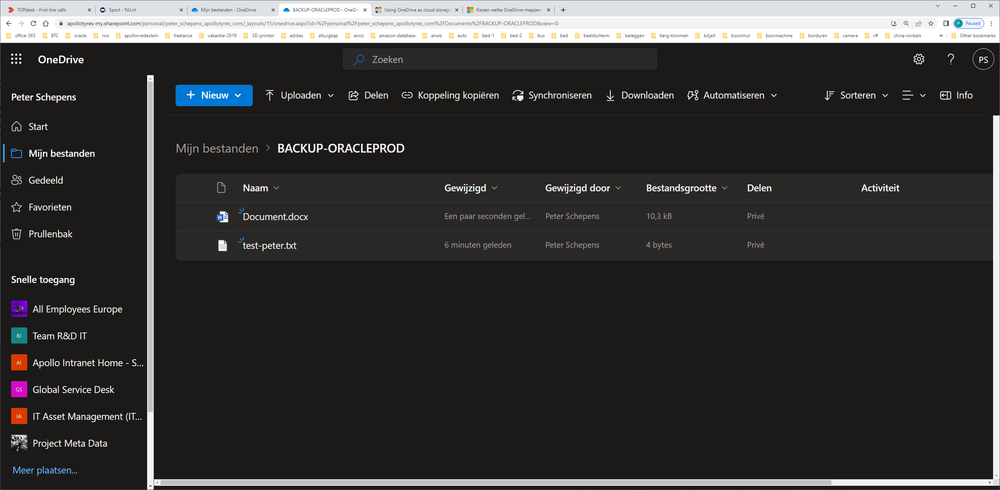 TOPdesk - First line calls
Sport - NU.nl
Mijn bestanden - OneDrive
BACKUP-ORACLEPROD - OneDri
Using OneDrive as cloud storage
Kiezen welke OneDrive-mappen
apollotyres-my.sharepoint.com/personal/peter_schepens_apollotyres_com/_layouts/15/onedrive.aspx?id=%2Fpersonal%2Fpeter_schepens_apollotyres_com%2FDocuments%2FBACKUP-ORACLEPROD&view=0
P Paused
office-365 BTC oracle rws apollovredestein freelance vakantie-2019 3D-printen adidas afzuigkap airco amazon-database anwb auto bed-1 bed-2 bus bad beeldscherm beleggen berg-klimmen biljart boomhut boormachine borduren camera c# china-winkels » Other bookmarks
OneDrive
Zoeken
PS
Peter Schepens
Start
Mijn bestanden
Gedeeld
Favorieten
Prullenbak
Snelle toegang
All Employees Europe
RI Team R&D IT
AI Apollo Intranet Home - S...
GS Global Service Desk
IA IT Asset Management (IT...
Project Meta Data
Meer plaatsen...
+ Nieuw Uploaden Delen Koppeling kopiëren Synchroniseren Downloaden Automatiseren Sorteren Info
Mijn bestanden > BACKUP-ORACLEPROD
Naam Gewijzigd Gewijzigd door Bestandsgrootte Delen Activiteit
Document.docx Een paar seconden gel... Peter Schepens 10,3 kB Privé
test-peter.txt 6 minuten geleden Peter Schepens 4 bytes Privé